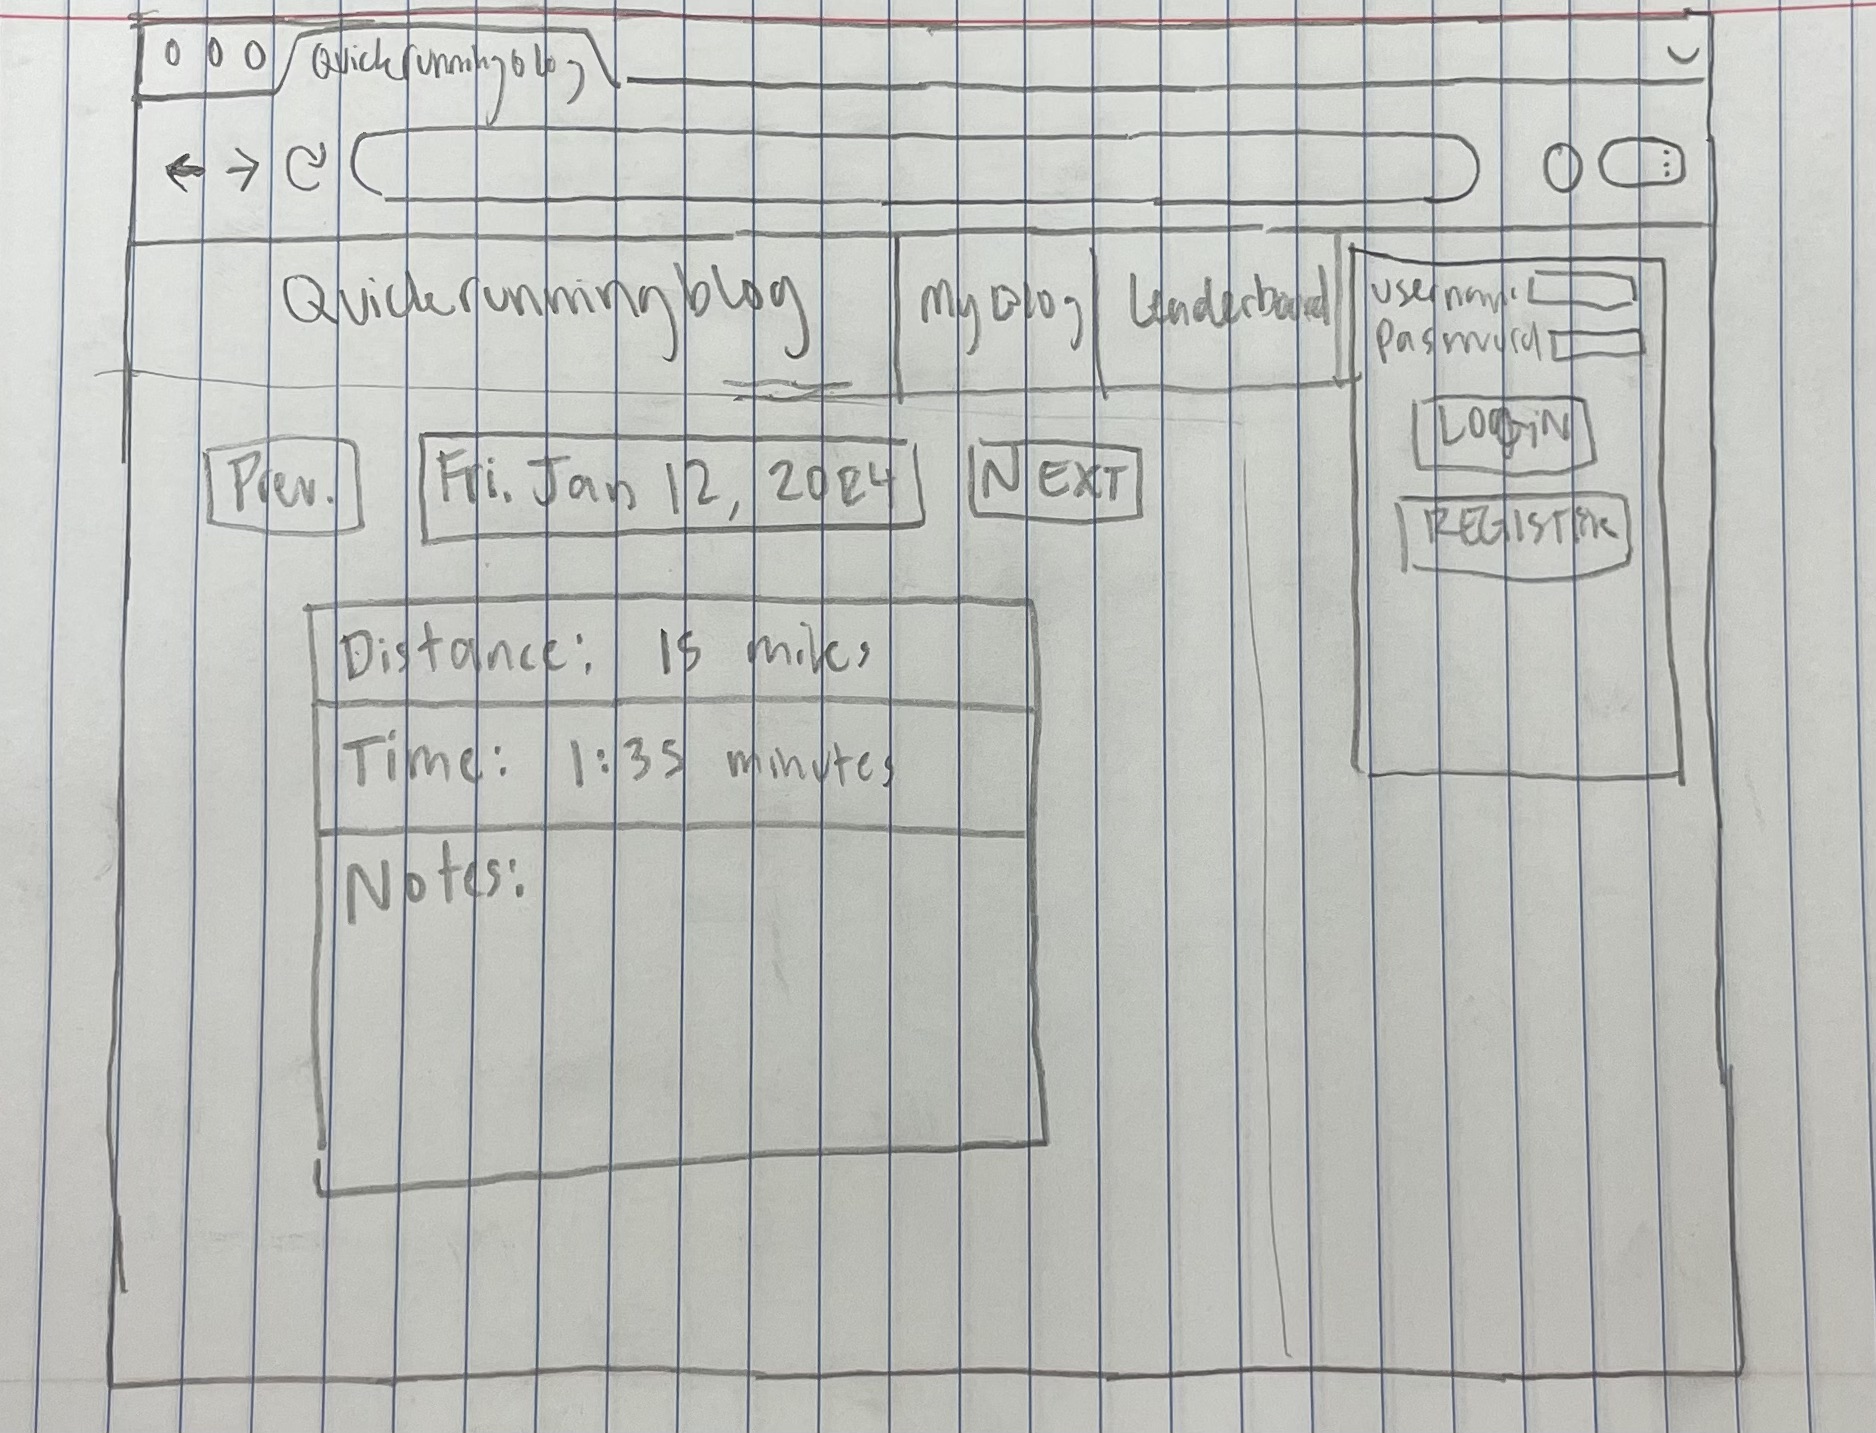 Quickrunningblog
Quickrunningblog
My Blog
Leaderboard
username:
Password
LOGIN
REGISTER
Prev.
Fri. Jan 12, 2024
NEXT
Distance: 15 miles
Time: 1:35 minutes
Notes: